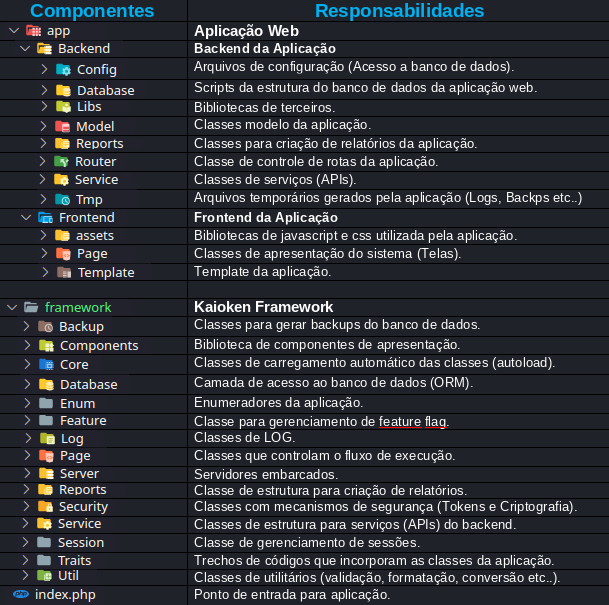 Componentes Responsabilidades
app Aplicação Web
Backend Backend da Aplicação
Config Arquivos de configuração (Acesso a banco de dados).
Database Scripts da estrutura do banco de dados da aplicação web.
Libs Bibliotecas de terceiros.
Model Classes modelo da aplicação.
Reports Classes para criação de relatórios da aplicação.
Router Classe de controle de rotas da aplicação.
Service Classes de serviços (APIs).
Tmp Arquivos temporários gerados pela aplicação (Logs, Backps etc..)
Frontend Frontend da Aplicação
assets Bibliotecas de javascript e css utilizada pela aplicação.
Page Classes de apresentação do sistema (Telas).
Template Template da aplicação.
framework Kaioken Framework
Backup Classes para gerar backups do banco de dados.
Components Biblioteca de componentes de apresentação.
Core Classes de carregamento automático das classes (autoload).
Database Camada de acesso ao banco de dados (ORM).
Enum Enumeradores da aplicação.
Feature Classe para gerenciamento de feature flag.
Log Classes de LOG.
Page Classes que controlam o fluxo de execução.
Server Servidores embarcados.
Reports Classe de estrutura para criação de relatórios.
Security Classes com mecanismos de segurança (Tokens e Criptografia).
Service Classes de estrutura para serviços (APIs) do backend.
Session Classe de gerenciamento de sessões.
Traits Trechos de códigos que incorporam as classes da aplicação.
Util Classes de utilitários (validação, formatação, conversão etc..).
php index.php Ponto de entrada para aplicação.